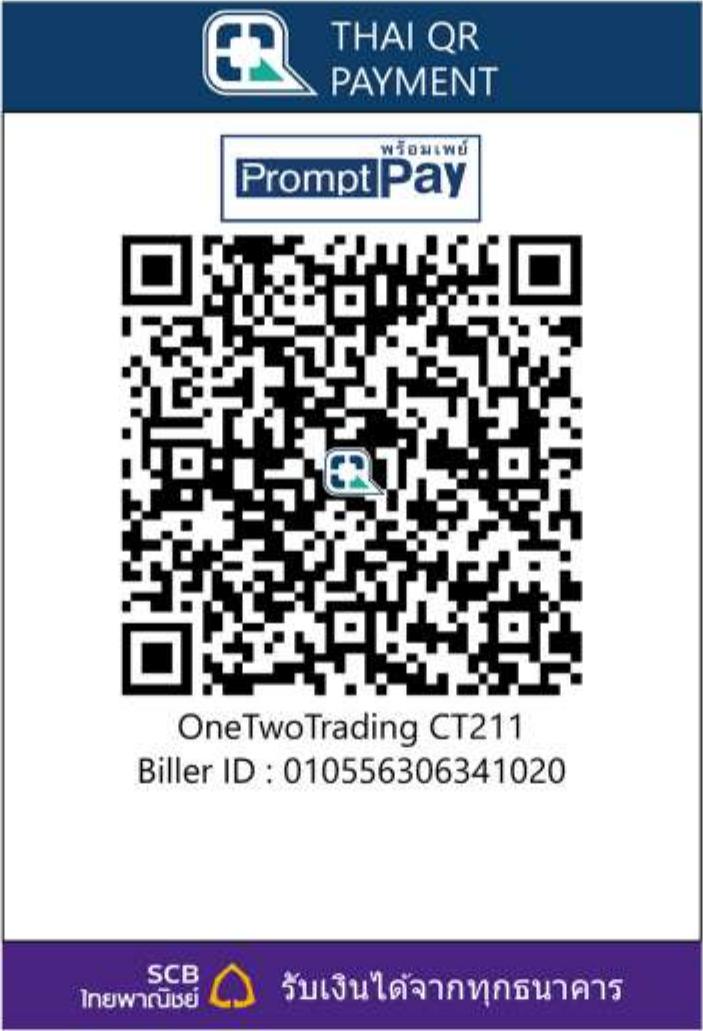 THAI QR
PAYMENT
พร้อมเพย์
PromptPay
OneTwoTrading CT211
Biller ID : 010556306341020
SCB
ไทยพาณิชย์
รับเงินได้จากทุกธนาคาร